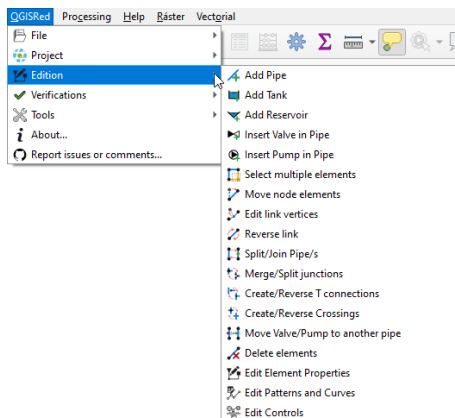 QGISRed Processing Help Ráster Vectorial
File
Project
Edition
Verifications
Tools
About...
Report issues or comments...
Add Pipe
Add Tank
Add Reservoir
Insert Valve in Pipe
Insert Pump in Pipe
Select multiple elements
Move node elements
Edit link vertices
Reverse link
Split/Join Pipe/s
Merge/Split junctions
Create/Reverse T connections
Create/Reverse Crossings
Move Valve/Pump to another pipe
Delete elements
Edit Element Properties
Edit Patterns and Curves
Edit Controls